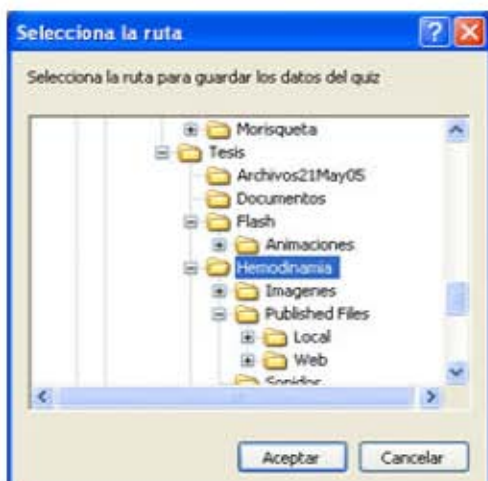 Selecciona la ruta
Selecciona la ruta para guardar los datos del quiz
Morisqueta
Tesis
Archivos21May05
Documentos
Flash
Animaciones
Hemodinamia
Imagenes
Published Files
Local
Web
Sonidos
Aceptar
Cancelar